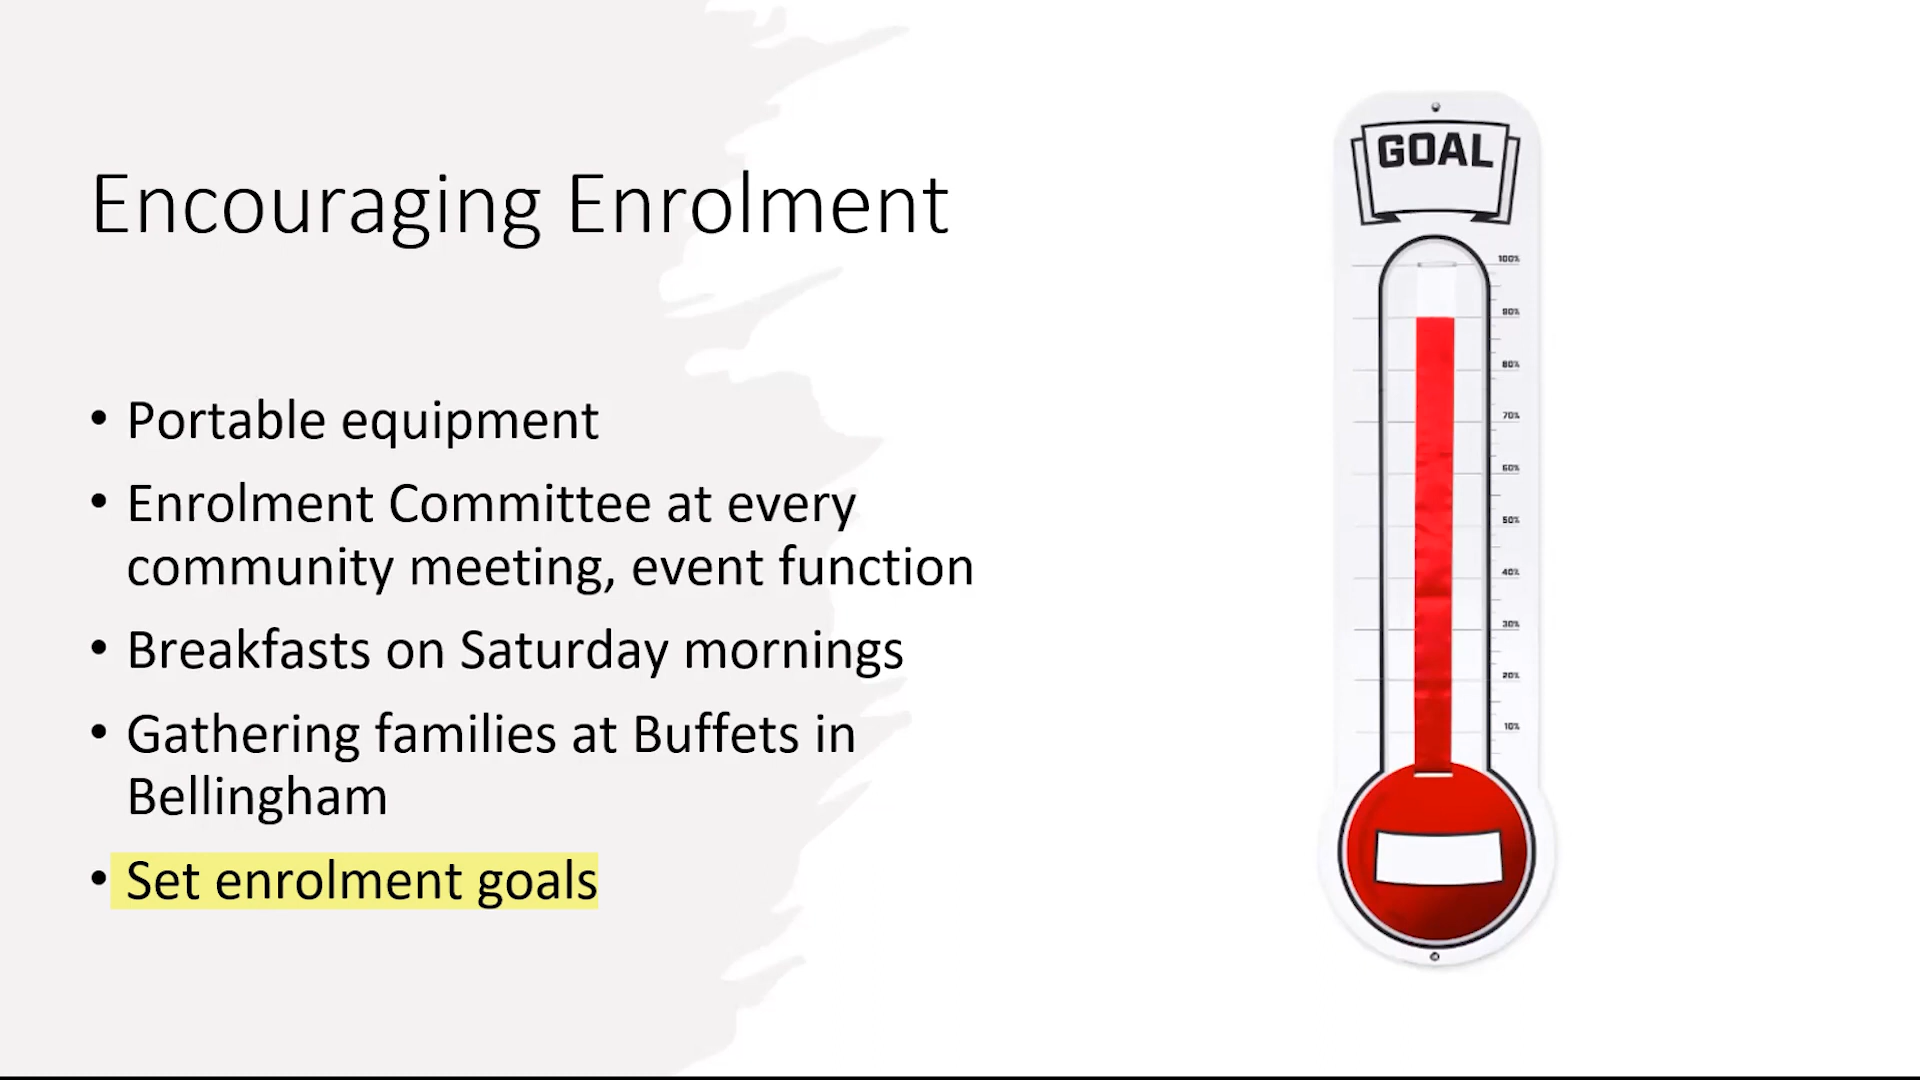 Encouraging Enrolment
• Portable equipment
• Enrolment Committee at every
community meeting, event function
• Breakfasts on Saturday mornings
• Gathering families at Buffets in
Bellingham
• Set enrolment goals
GOAL
100%
90%
80%
70%
60%
50%
40%
30%
20%
10%